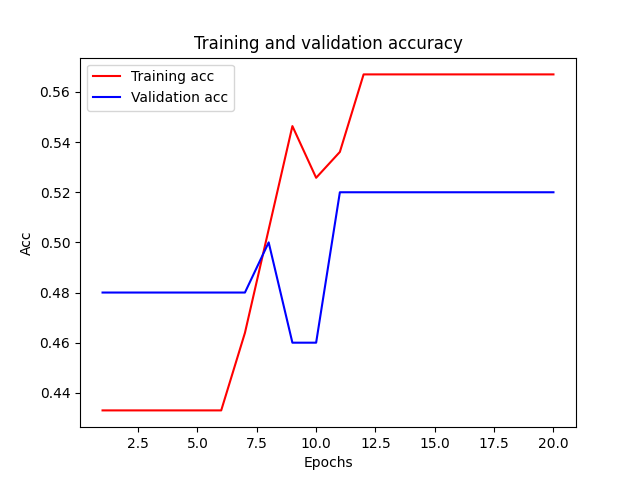 Training and validation accuracy
Training acc
Validation acc
0.56
0.54
0.52
0.50
0.48
0.46
0.44
Acc
2.5 5.0 7.5 10.0 12.5 15.0 17.5 20.0
Epochs